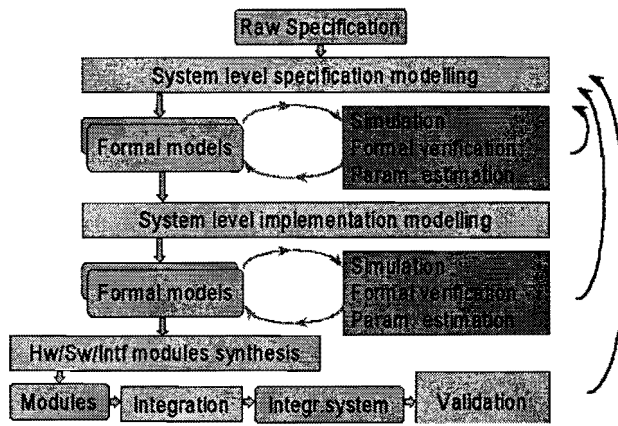 Raw Specification
System level specification modelling
Formal models
Simulation
Formal verification
Param. estimation
System level implementation modelling
Formal models
Simulation
Formal verification
Param. estimation
Hw/Sw/Intf modules synthesis
Modules
Integration
Integr.system
Validation